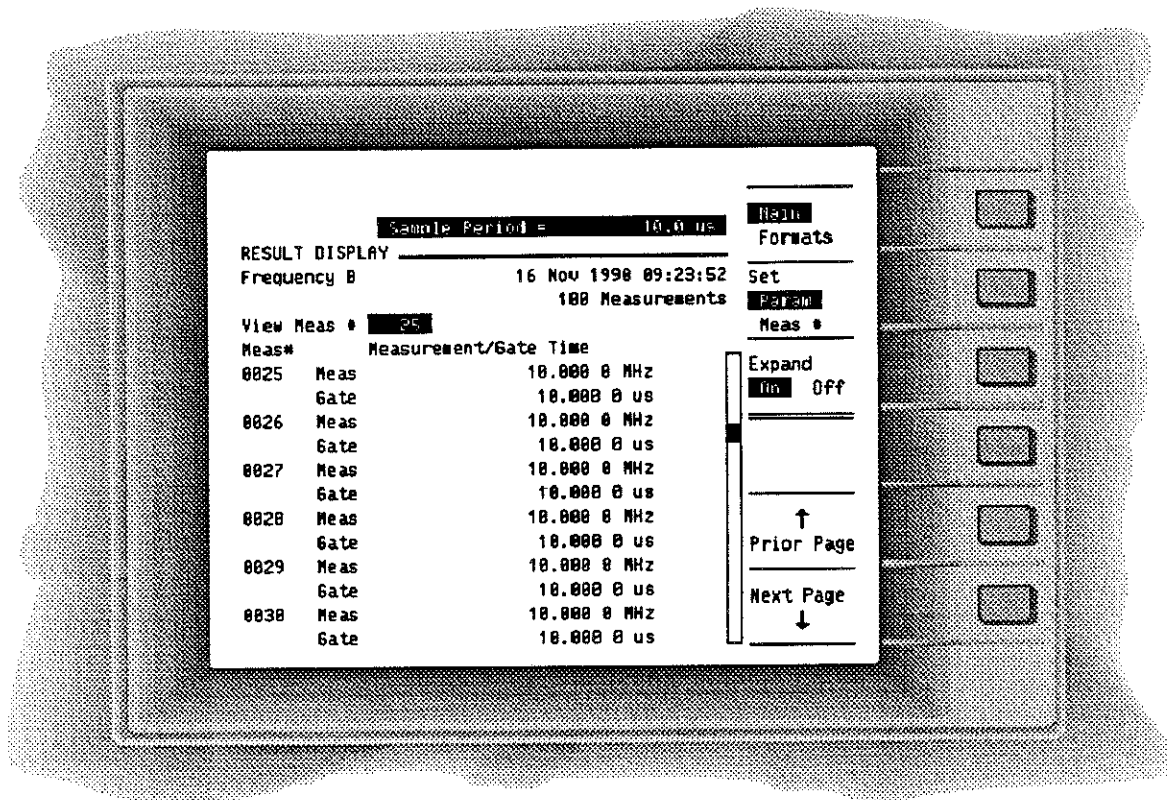 Sample Period = 10.0 us
RESULT DISPLAY
Frequency B 16 Nov 1990 09:23:52
100 Measurements
View Meas # 25
Meas# Measurement/Gate Time
0025 Meas 10.000 0 MHz
Gate 10.000 0 us
0026 Meas 10.000 0 MHz
Gate 10.000 0 us
0027 Meas 10.000 0 MHz
Gate 10.000 0 us
0028 Meas 10.000 0 MHz
Gate 10.000 0 us
0029 Meas 10.000 0 MHz
Gate 10.000 0 us
0030 Meas 10.000 0 MHz
Gate 10.000 0 us
Main
Formats
Set
Param
Meas #
Expand
On Off
↑
Prior Page
Next Page
↓